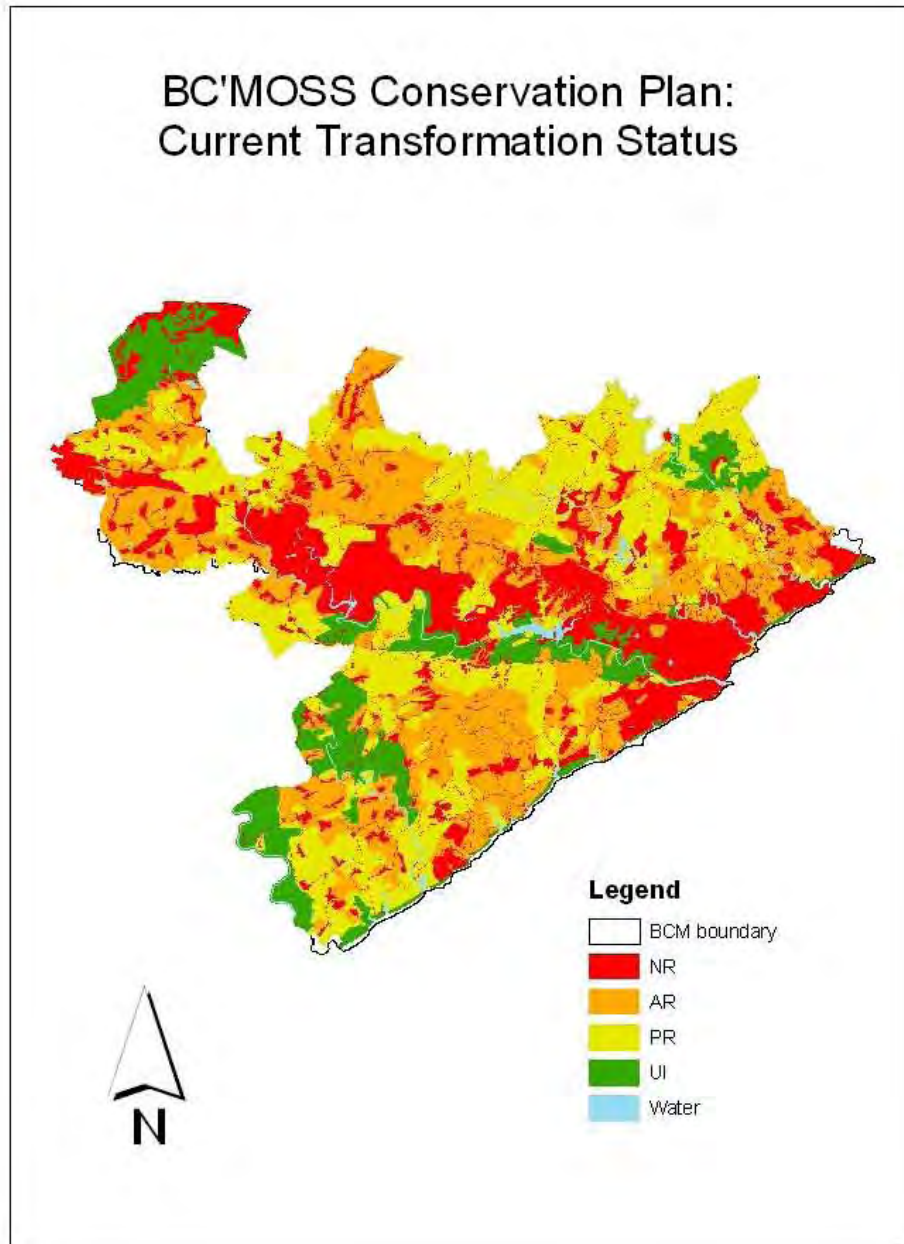 BC'MOSS Conservation Plan:
Current Transformation Status
Legend
BCM boundary
NR
AR
PR
UI
Water
N